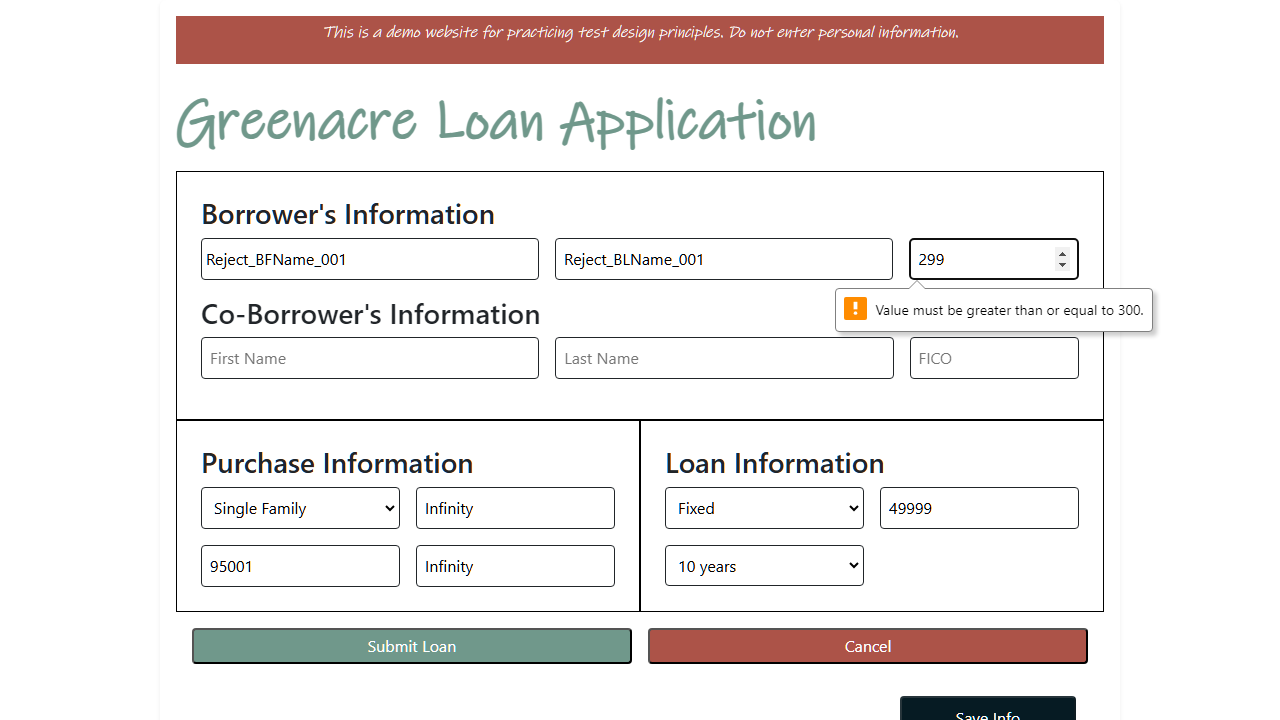 This is a demo website for practicing test design principles. Do not enter personal information.
Greenacre Loan Application
Borrower's Information
Reject_BFName_001 Reject_BLName_001 299
Value must be greater than or equal to 300.
Co-Borrower's Information
First Name Last Name FICO
Purchase Information Loan Information
Single Family Infinity Fixed 49999
95001 Infinity 10 years
Submit Loan Cancel
Save Info